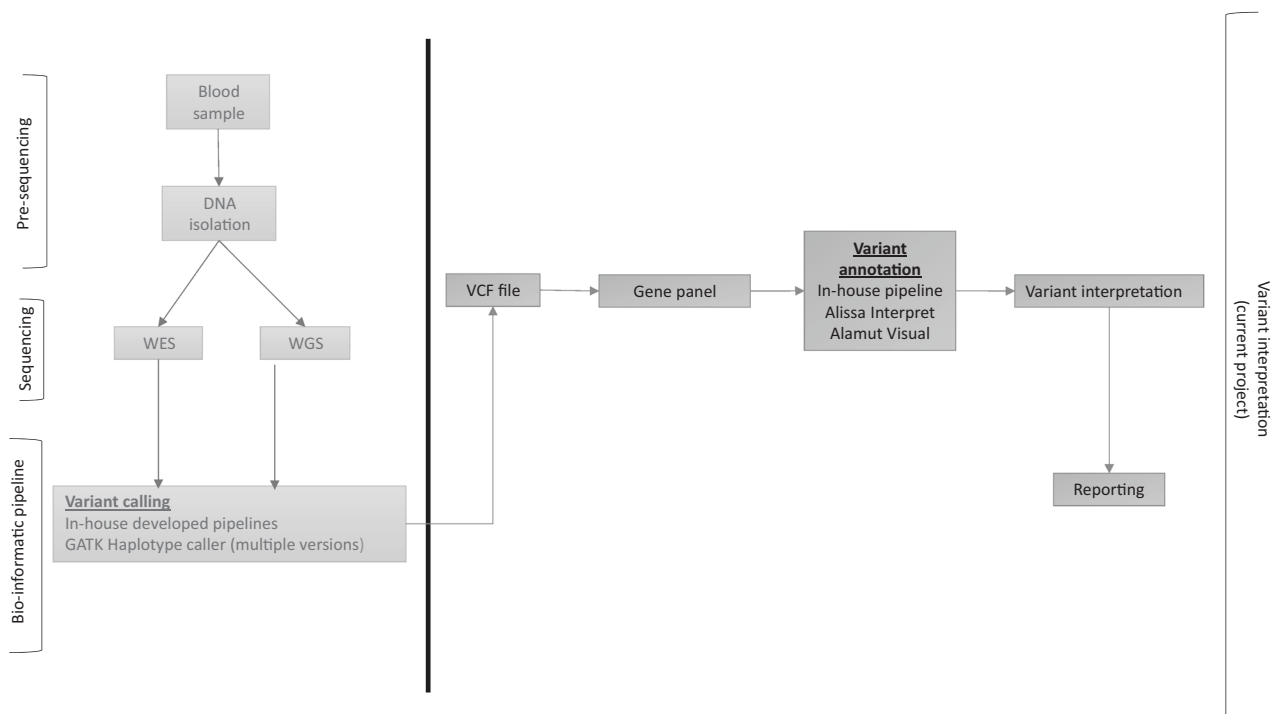 Pre-sequencing
Blood
sample
DNA
isolation
Sequencing
WES
WGS
Bio-informatic pipeline
Variant calling
In-house developed pipelines
GATK Haplotype caller (multiple versions)
VCF file
Gene panel
Variant
annotation
In-house pipeline
Alissa Interpret
Alamut Visual
Variant interpretation
Reporting
Variant interpretation
(current project)